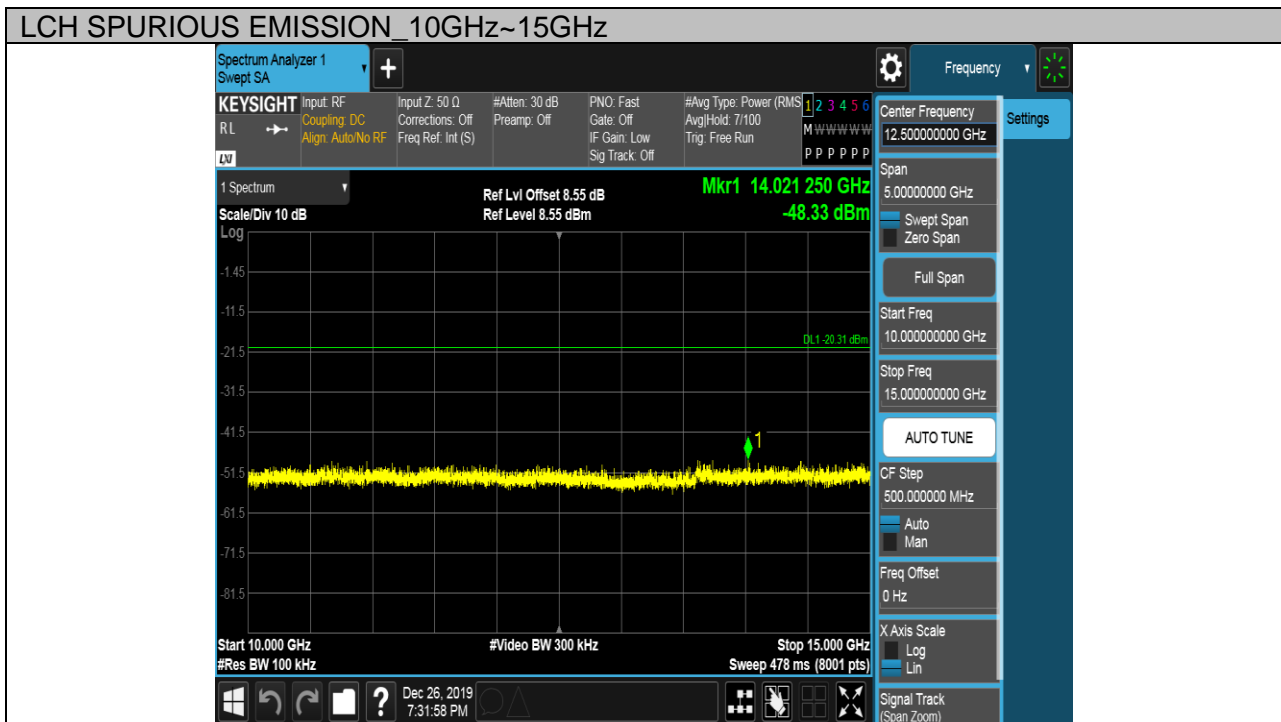 LCH SPURIOUS EMISSION_10GHz~15GHz
Spectrum Analyzer 1
Swept SA
Frequency
KEYSIGHT
RL
LXI
Input: RF
Coupling: DC
Align: Auto/No RF
Input Z: 50 Ω
Corrections: Off
Freq Ref: Int (S)
#Atten: 30 dB
Preamp: Off
PNO: Fast
Gate: Off
IF Gain: Low
Sig Track: Off
#Avg Type: Power (RMS
Avg|Hold: 7/100
Trig: Free Run
1 2 3 4 5 6
M W W W W W
P P P P P P
1 Spectrum
Scale/Div 10 dB
Ref Lvl Offset 8.55 dB
Ref Level 8.55 dBm
Mkr1 14.021 250 GHz
-48.33 dBm
Log
-1.45
-11.5
-21.5
-31.5
-41.5
-51.5
-61.5
-71.5
-81.5
DL1 -20.31 dBm
1
Start 10.000 GHz
#Res BW 100 kHz
#Video BW 300 kHz
Stop 15.000 GHz
Sweep 478 ms (8001 pts)
?
Dec 26, 2019
7:31:58 PM
Center Frequency
12.500000000 GHz
Settings
Span
5.00000000 GHz
Swept Span
Zero Span
Full Span
Start Freq
10.000000000 GHz
Stop Freq
15.000000000 GHz
AUTO TUNE
CF Step
500.000000 MHz
Auto
Man
Freq Offset
0 Hz
X Axis Scale
Log
Lin
Signal Track
(Span Zoom)